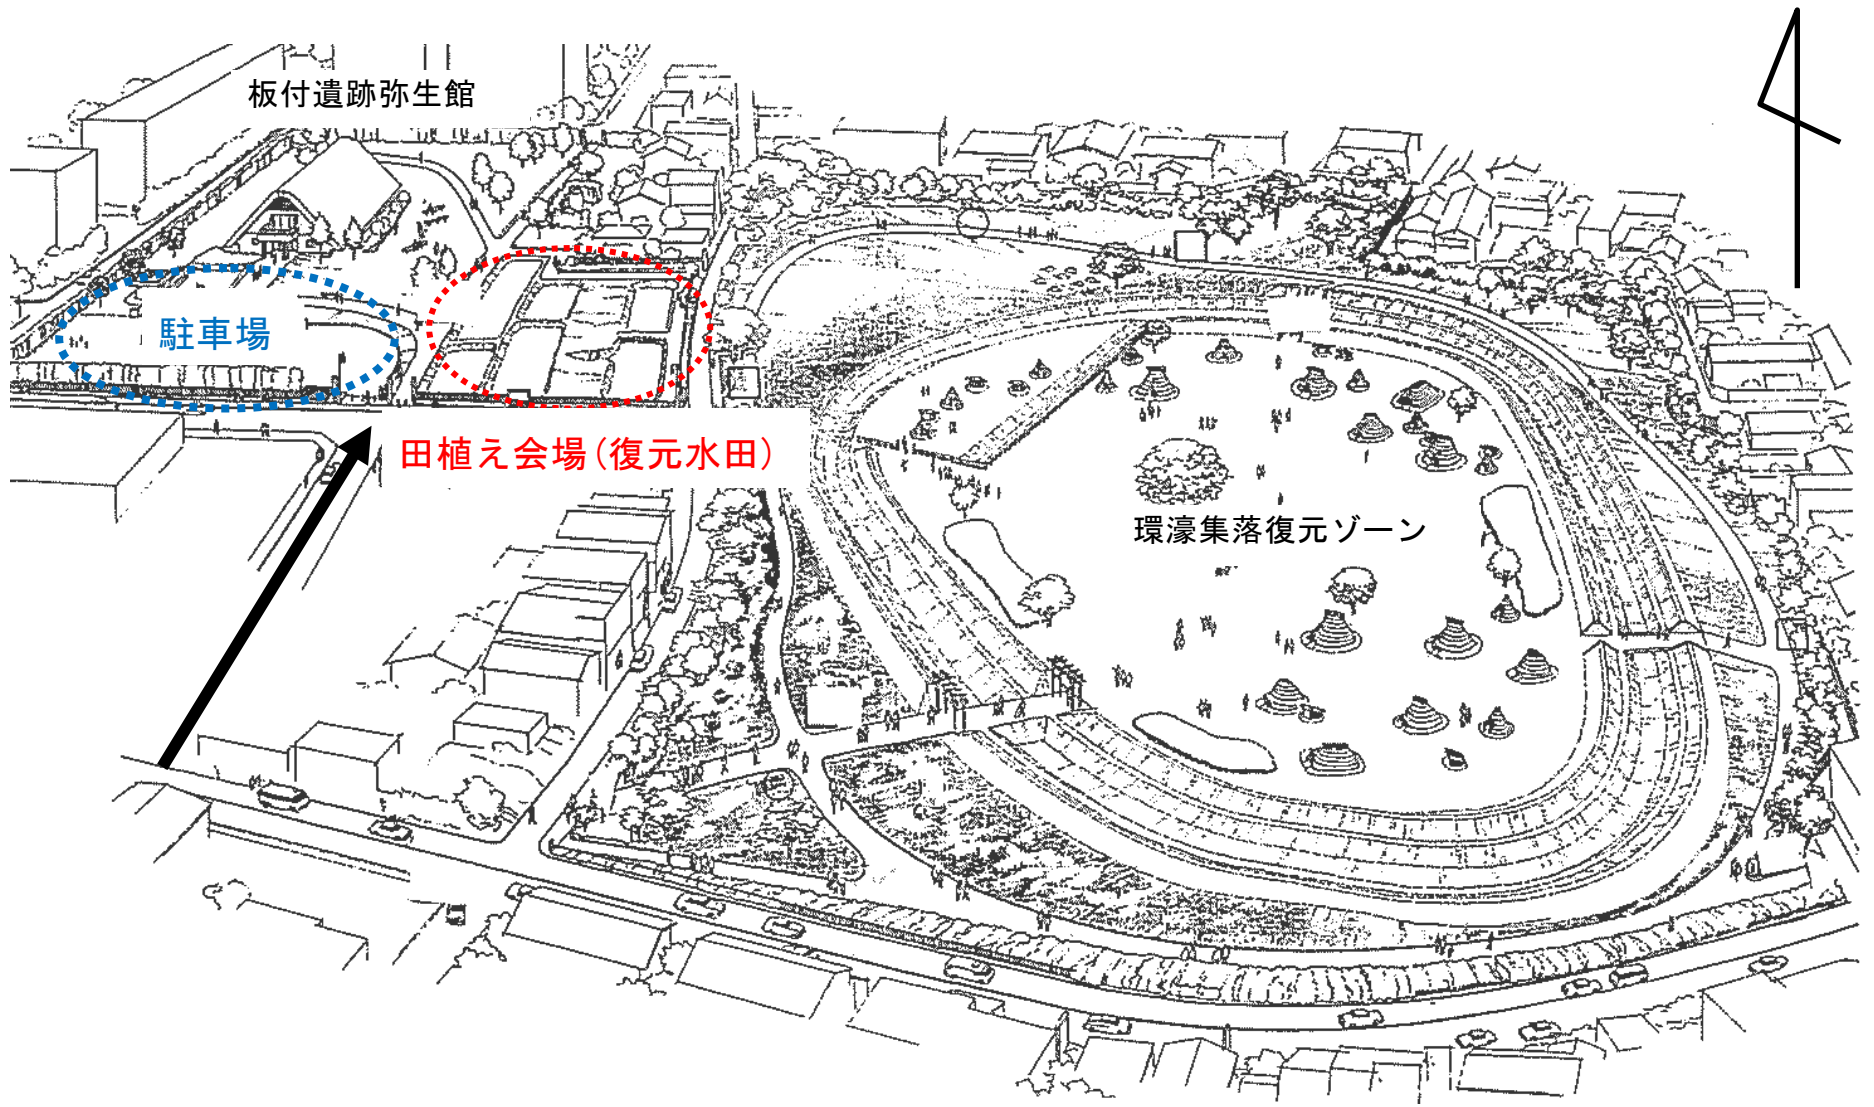 板付遺跡弥生館
駐車場
田植え会場(復元水田)
環濠集落復元ゾーン